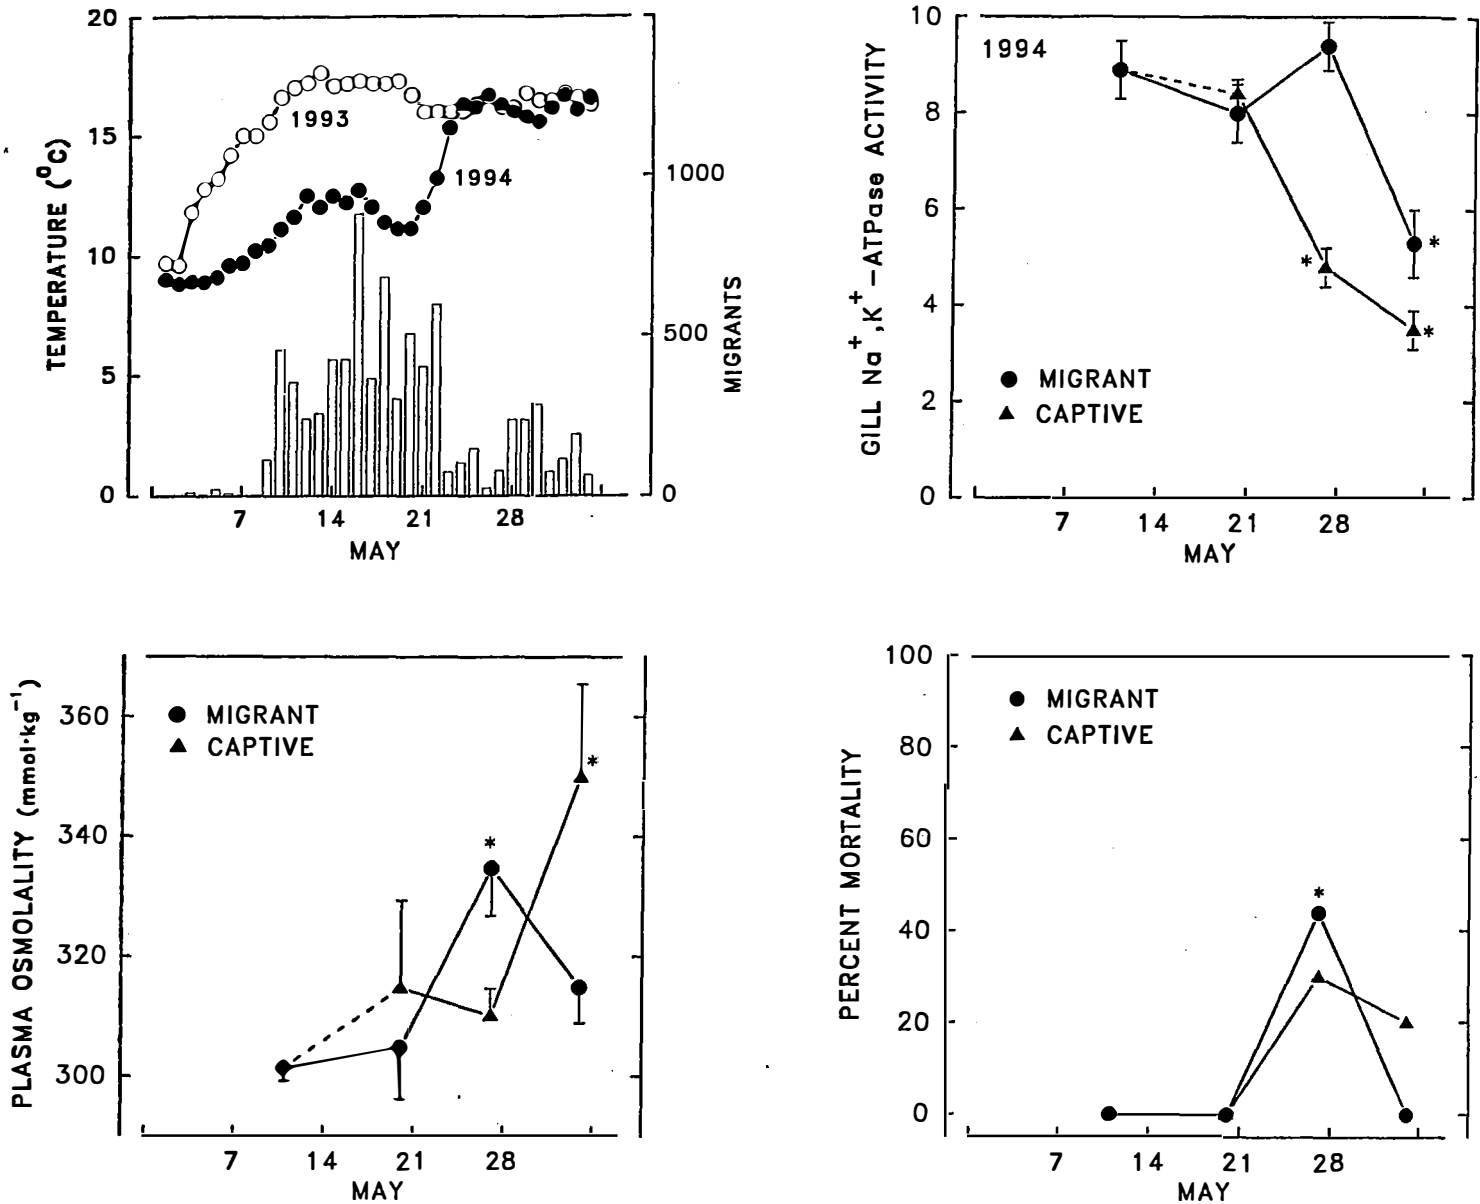 20
15
10
5
0
TEMPERATURE (°C)
1993
1994
1000
500
0
MIGRANTS
7 14 21 28
MAY
10
8
6
4
2
0
GILL Na⁺,K⁺-ATPase ACTIVITY
1994
*
*
*
MIGRANT
CAPTIVE
7 14 21 28
MAY
360
340
320
300
PLASMA OSMOLALITY (mmol·kg⁻¹)
MIGRANT
CAPTIVE
*
*
7 14 21 28
MAY
100
80
60
40
20
0
PERCENT MORTALITY
MIGRANT
CAPTIVE
*
7 14 21 28
MAY